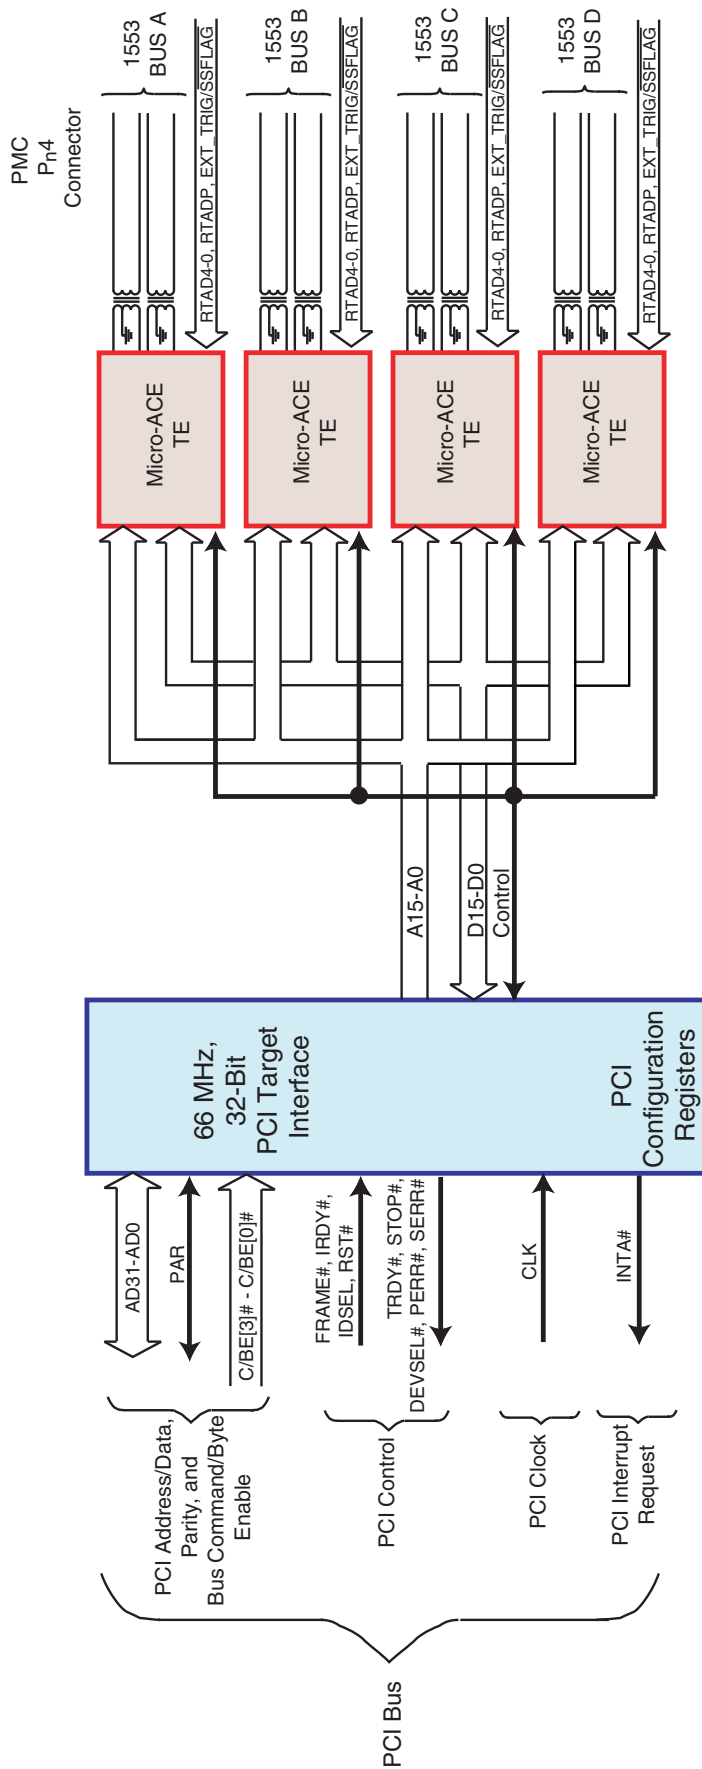 PCI Bus
PCI Address/Data,
Parity, and
Bus Command/Byte
Enable
PCI Control
PCI Clock
PCI Interrupt
Request
AD31-AD0
PAR
C/BE[3]# - C/BE[0]#
FRAME#, IRDY#,
IDSEL, RST#
TRDY#, STOP#,
DEVSEL#, PERR#, SERR#
CLK
INTA#
66 MHz,
32-Bit
PCI Target
Interface
PCI
Configuration
Registers
A15-A0
D15-D0
Control
Micro-ACE
TE
Micro-ACE
TE
Micro-ACE
TE
Micro-ACE
TE
PMC
Pn4
Connector
1553
BUS A
RTAD4-0, RTADP, EXT_TRIG/SSFLAG
1553
BUS B
RTAD4-0, RTADP, EXT_TRIG/SSFLAG
1553
BUS C
RTAD4-0, RTADP, EXT_TRIG/SSFLAG
1553
BUS D
RTAD4-0, RTADP, EXT_TRIG/SSFLAG